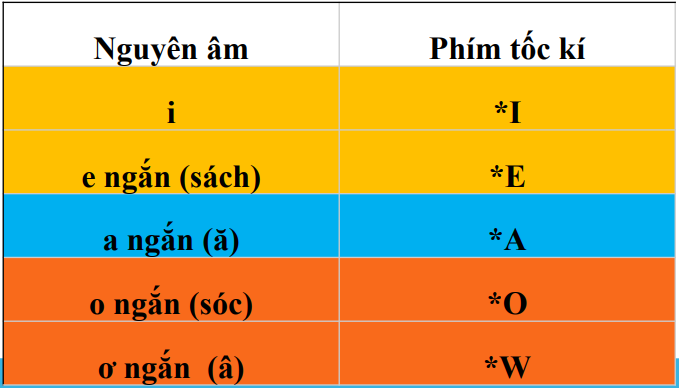 Nguyên âm Phím tốc kí
i *I
e ngắn (sách) *E
a ngắn (ă) *A
o ngắn (sóc) *O
ơ ngắn (â) *W